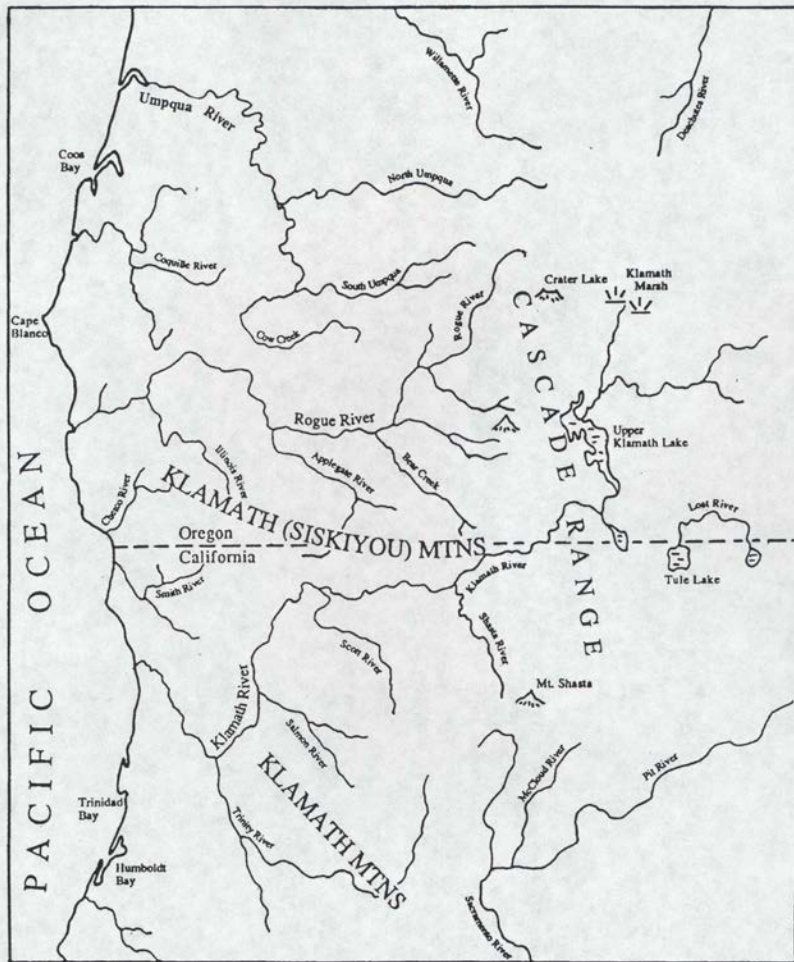 Willamette River
Deschutes River
Umpqua River
Coos
Bay
North Umpqua
Coquille River
South Umpqua
Rogue River
Crater Lake
Klamath
Marsh
Cape
Blanco
Cow Creek
CASCADE RANGE
Rogue River
Upper
Klamath Lake
Illinois River
Applegate River
Bear Creek
Chetco River
KLAMATH (SISKIYOU) MTNS
Lost River
Oregon
California
Tule Lake
Smith River
Klamath River
Shasta River
Scott River
PACIFIC OCEAN
Mt. Shasta
Klamath River
Salmon River
McCloud River
Pit River
KLAMATH MTNS
Trinidad
Bay
Trinity River
Humboldt
Bay
Sacramento River